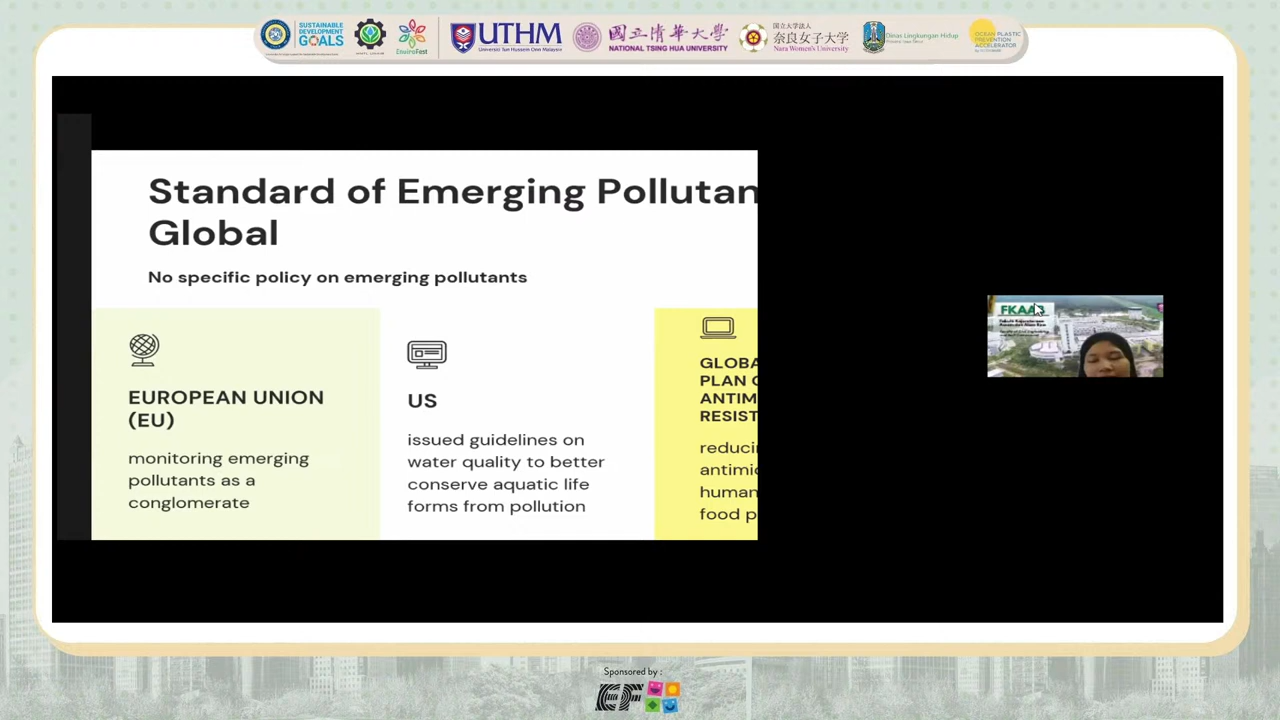 SUSTAINABLE
DEVELOPMENT
GOALS
EnviroFest
UTHM
Universiti Tun Hussein Onn Malaysia
國立清華大學
NATIONAL TSING HUA UNIVERSITY
国立大学法人
奈良女子大学
Nara Women's University
Dinas Lingkungan Hidup
OCEAN PLASTIC
PREVENTION
ACCELERATOR
Standard of Emerging Pollutan
Global
No specific policy on emerging pollutants
EUROPEAN UNION
(EU)
monitoring emerging
pollutants as a
conglomerate
US
issued guidelines on
water quality to better
conserve aquatic life
forms from pollution
GLOBA
PLAN
ANTIM
RESIST
reducin
antimic
human
food p
FKAAB
Sponsored by :
EF